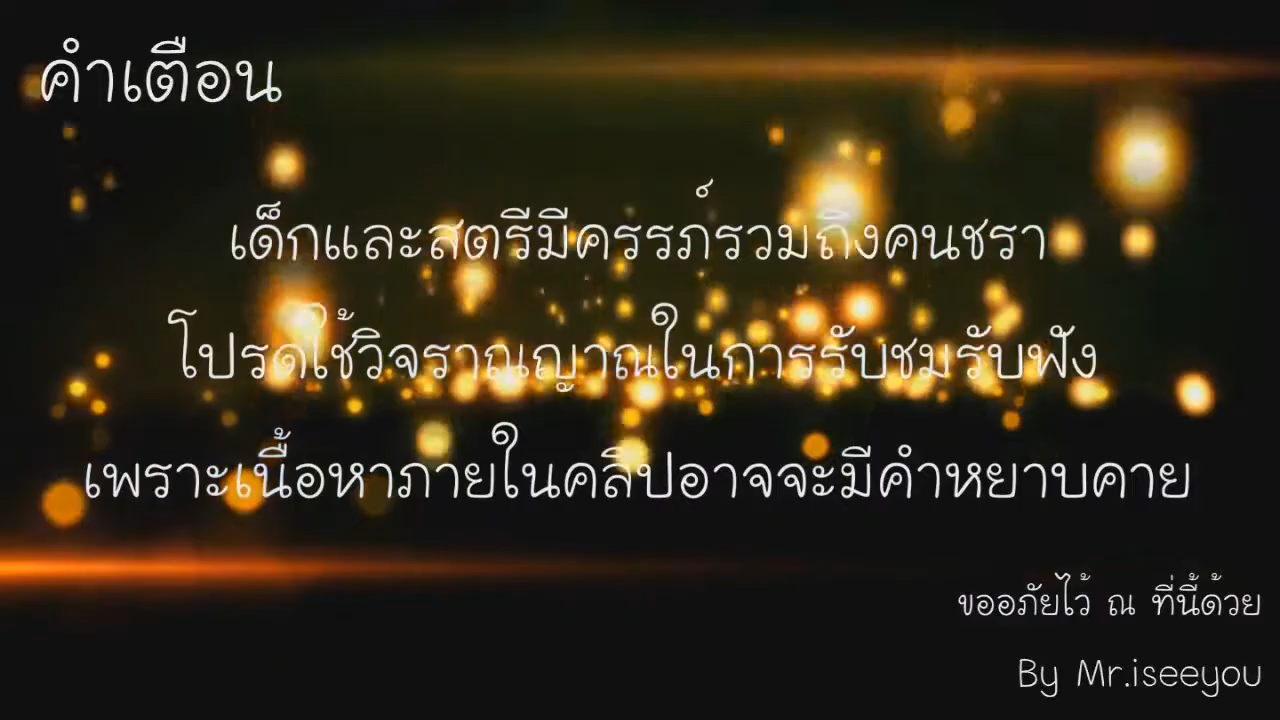 คำเตือน
เด็กและสตรีมีครรภ์รวมถึงคนชรา
โปรดใช้วิจราณญาณในการรับชมรับฟัง
เพราะเนื้อหาภายในคลิปอาจจะมีคำหยาบคาย
ขออภัยไว้ ณ ที่นี้ด้วย
By Mr.iseeyou